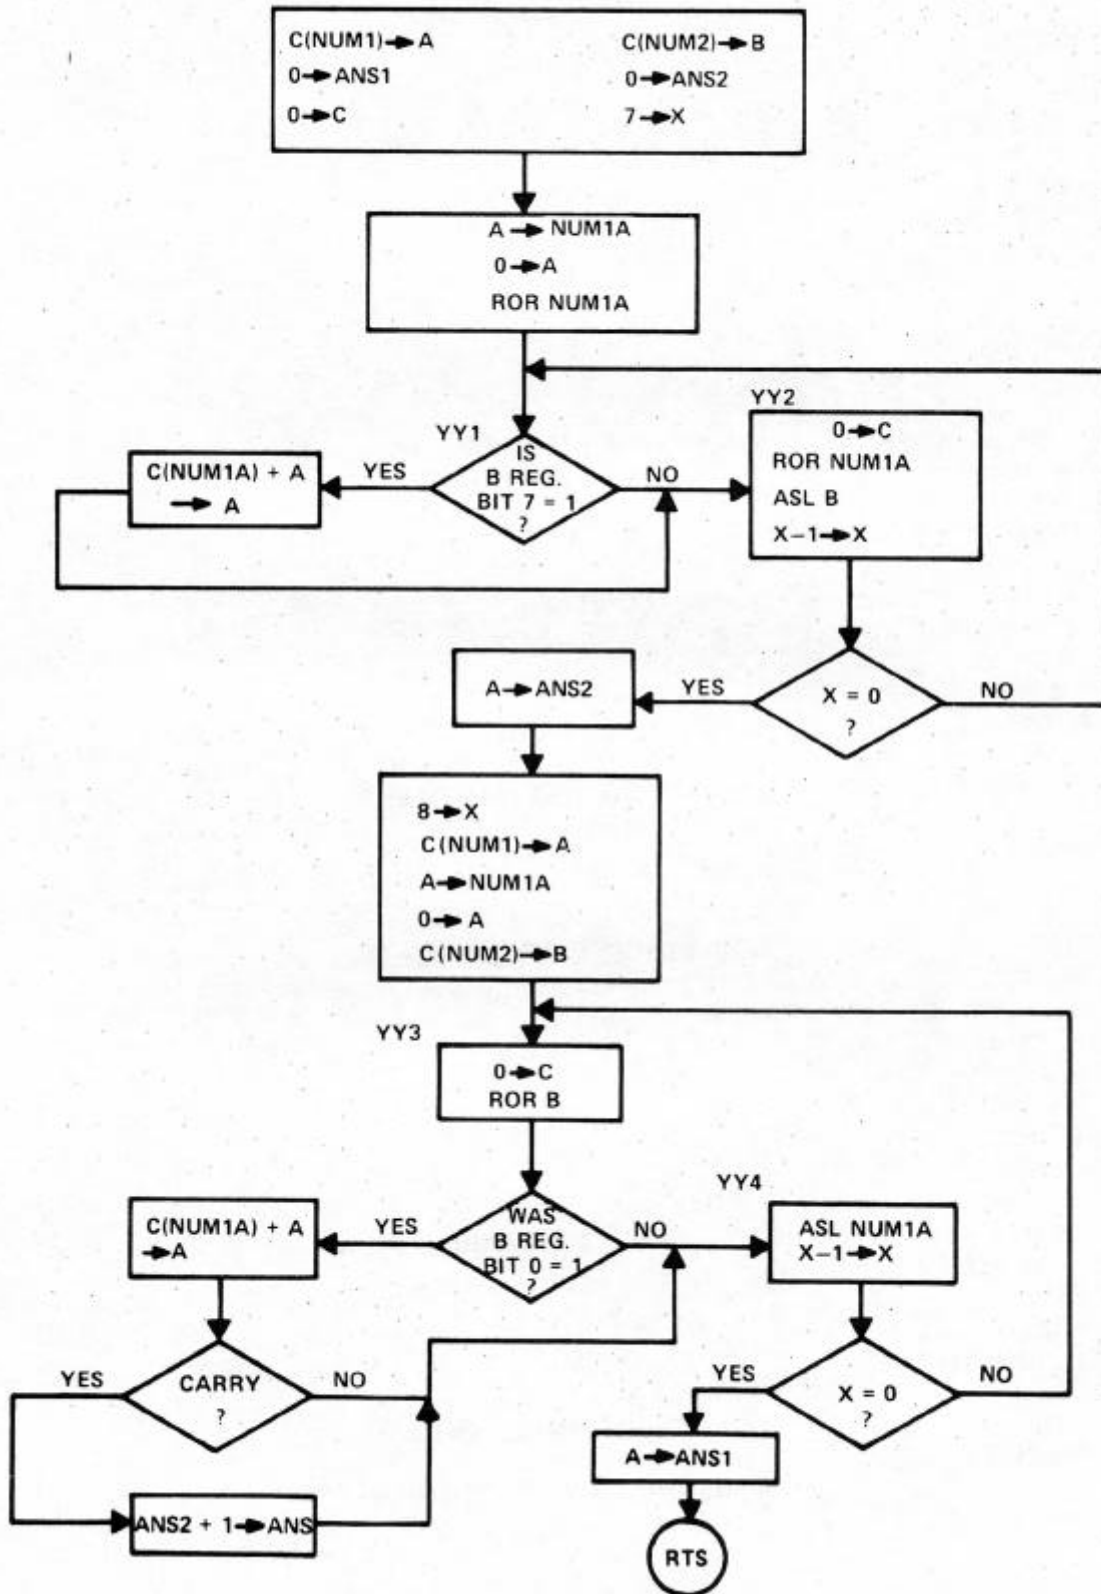 C(NUM1)→A C(NUM2)→B
0→ANS1 0→ANS2
0→C 7→X
A→NUM1A
0→A
ROR NUM1A
YY1
IS
B REG.
BIT 7 = 1
?
YES
NO
C(NUM1A) + A
→ A
YY2
0→C
ROR NUM1A
ASL B
X−1→X
X = 0
?
YES
NO
A→ANS2
8→X
C(NUM1)→A
A→NUM1A
0→A
C(NUM2)→B
YY3
0→C
ROR B
WAS
B REG.
BIT 0 = 1
?
YES
NO
C(NUM1A) + A
→A
CARRY
?
YES
NO
ANS2 + 1→ANS
YY4
ASL NUM1A
X−1→X
X = 0
?
YES
NO
A→ANS1
RTS